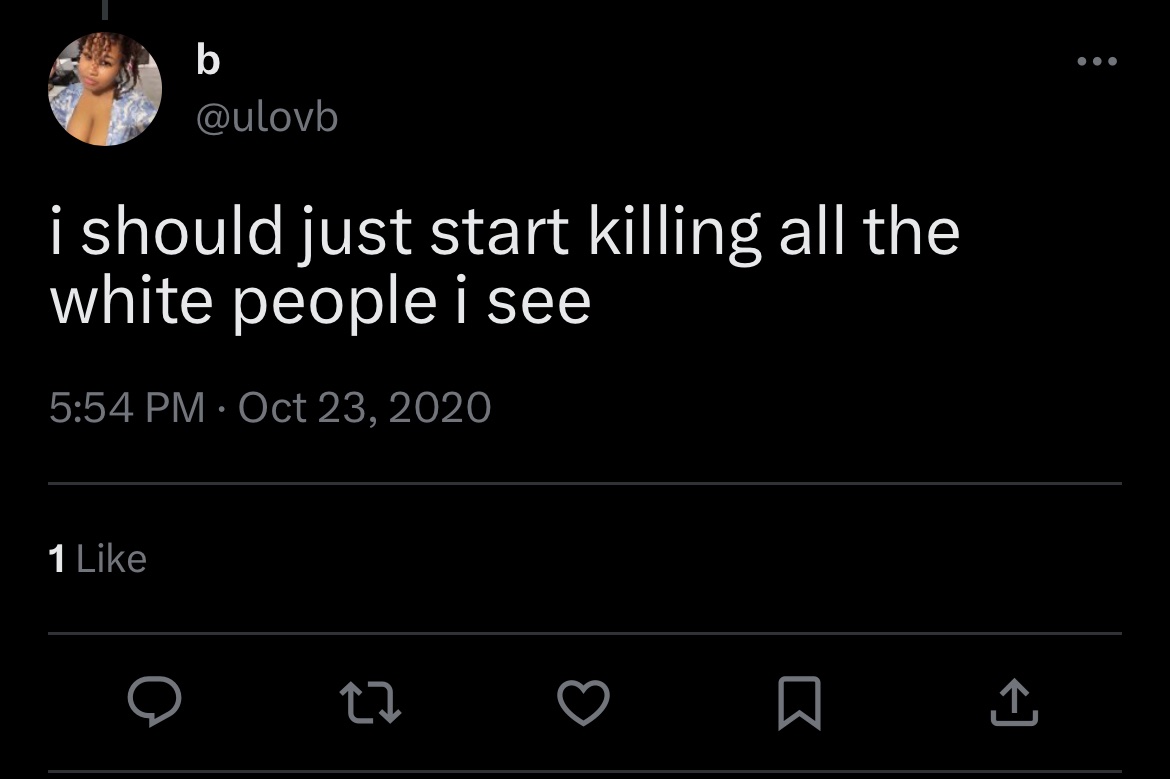 b
@ulovb
i should just start killing all the
white people i see
5:54 PM · Oct 23, 2020
1 Like